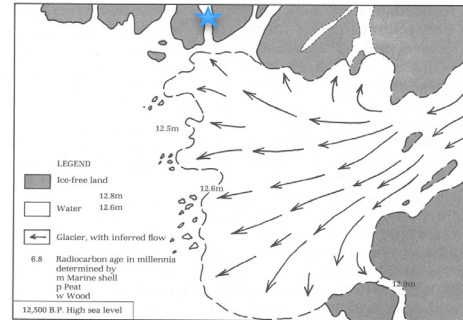 12.5m
12.6m
LEGEND
Ice-free land
12.8m
Water 12.6m
Glacier, with inferred flow
6.8 Radiocarbon age in millennia
determined by
m Marine shell
p Peat
w Wood
12.9m
12,500 B.P. High sea level